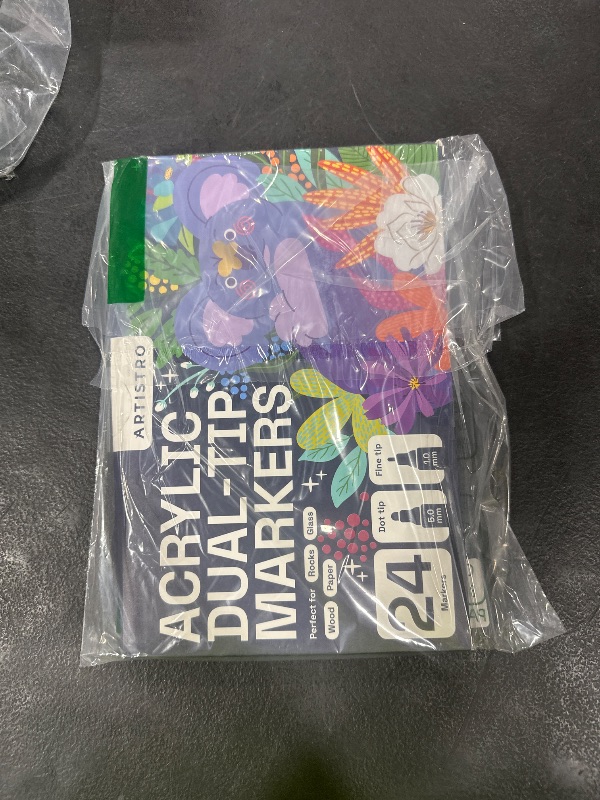 ARTISTRO
ACRYLIC
DUAL-TIP
MARKERS
Perfect for Rocks Glass
Wood Paper
24
Markers
Dot tip
5.0
mm
Fine tip
1.0
mm